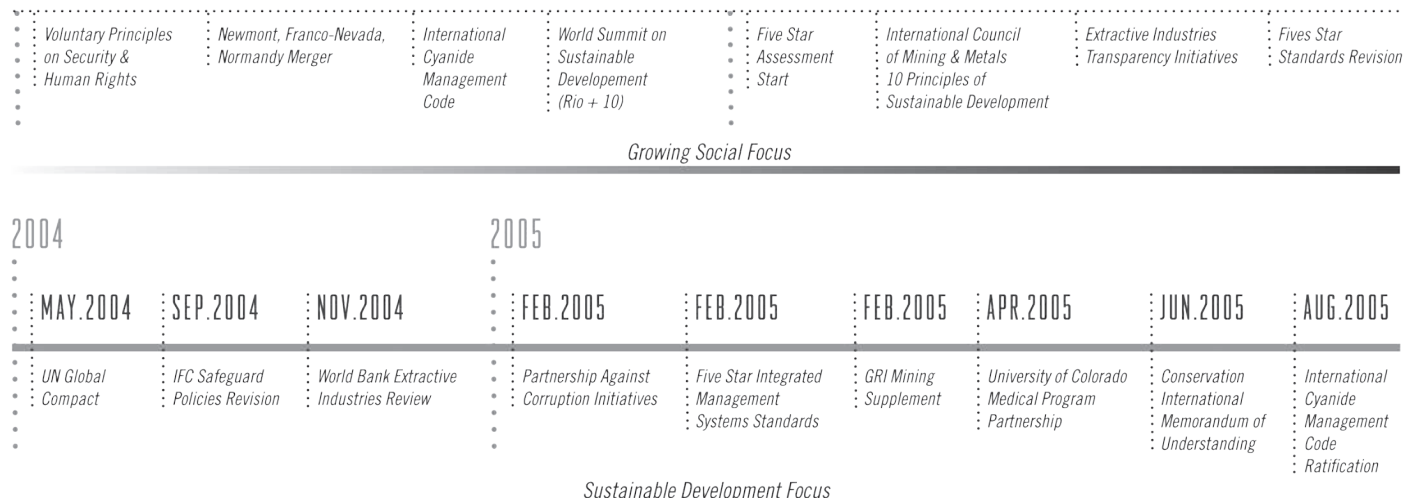 Voluntary Principles
on Security &
Human Rights
Newmont, Franco-Nevada,
Normandy Merger
International
Cyanide
Management
Code
World Summit on
Sustainable
Developement
(Rio + 10)
Five Star
Assessment
Start
International Council
of Mining & Metals
10 Principles of
Sustainable Development
Extractive Industries
Transparency Initiatives
Fives Star
Standards Revision
Growing Social Focus
2004
2005
MAY.2004
SEP.2004
NOV.2004
FEB.2005
FEB.2005
FEB.2005
APR.2005
JUN.2005
AUG.2005
UN Global
Compact
IFC Safeguard
Policies Revision
World Bank Extractive
Industries Review
Partnership Against
Corruption Initiatives
Five Star Integrated
Management
Systems Standards
GRI Mining
Supplement
University of Colorado
Medical Program
Partnership
Conservation
International
Memorandum of
Understanding
International
Cyanide
Management
Code
Ratification
Sustainable Development Focus